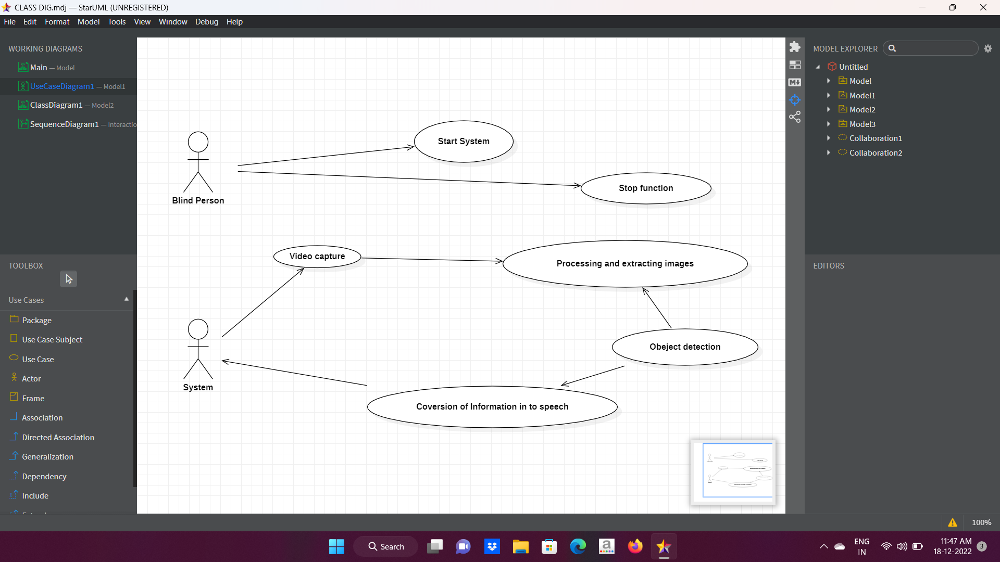 CLASS DIG.mdj — StarUML (UNREGISTERED)
File Edit Format Model Tools View Window Debug Help
WORKING DIAGRAMS
Main — Model
UseCaseDiagram1 — Model1
ClassDiagram1 — Model2
SequenceDiagram1 — Interactio
TOOLBOX
Use Cases
Package
Use Case Subject
Use Case
Actor
Frame
Association
Directed Association
Generalization
Dependency
Include
Start System
Stop function
Blind Person
Video capture
Processing and extracting images
Obeject detection
System
Coversion of Information in to speech
MODEL EXPLORER
Untitled
Model
Model1
Model2
Model3
Collaboration1
Collaboration2
EDITORS
100%
Search
ENG
IN
11:47 AM
18-12-2022
3